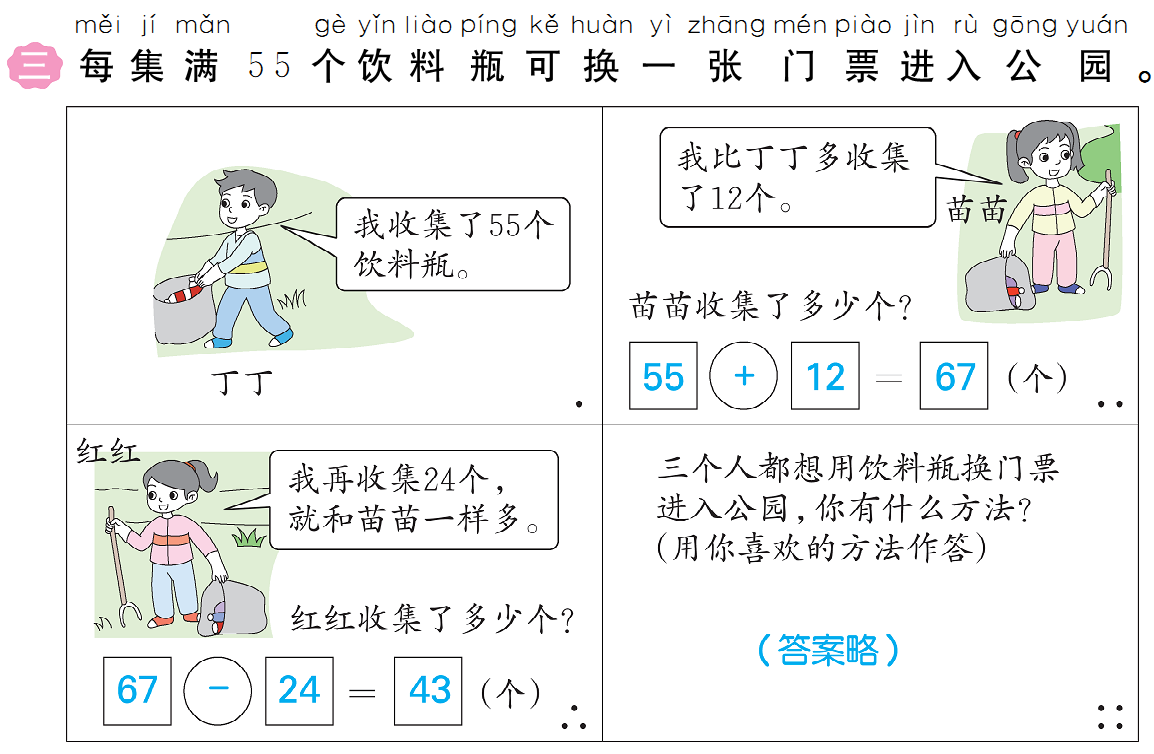 měi jí mǎn gè yǐn liào píng kě huàn yì zhāng mén piào jìn rù gōng yuán
三 每集满 55 个饮料瓶可换一张门票进入公园。
我收集了55个
饮料瓶。
丁丁
我比丁丁多收集
了12个。
苗苗
苗苗收集了多少个？
55 + 12 = 67 （个）
红红
我再收集24个，
就和苗苗一样多。
红红收集了多少个？
67 － 24 = 43 （个）
三个人都想用饮料瓶换门票
进入公园，你有什么方法？
（用你喜欢的方法作答）
（答案略）